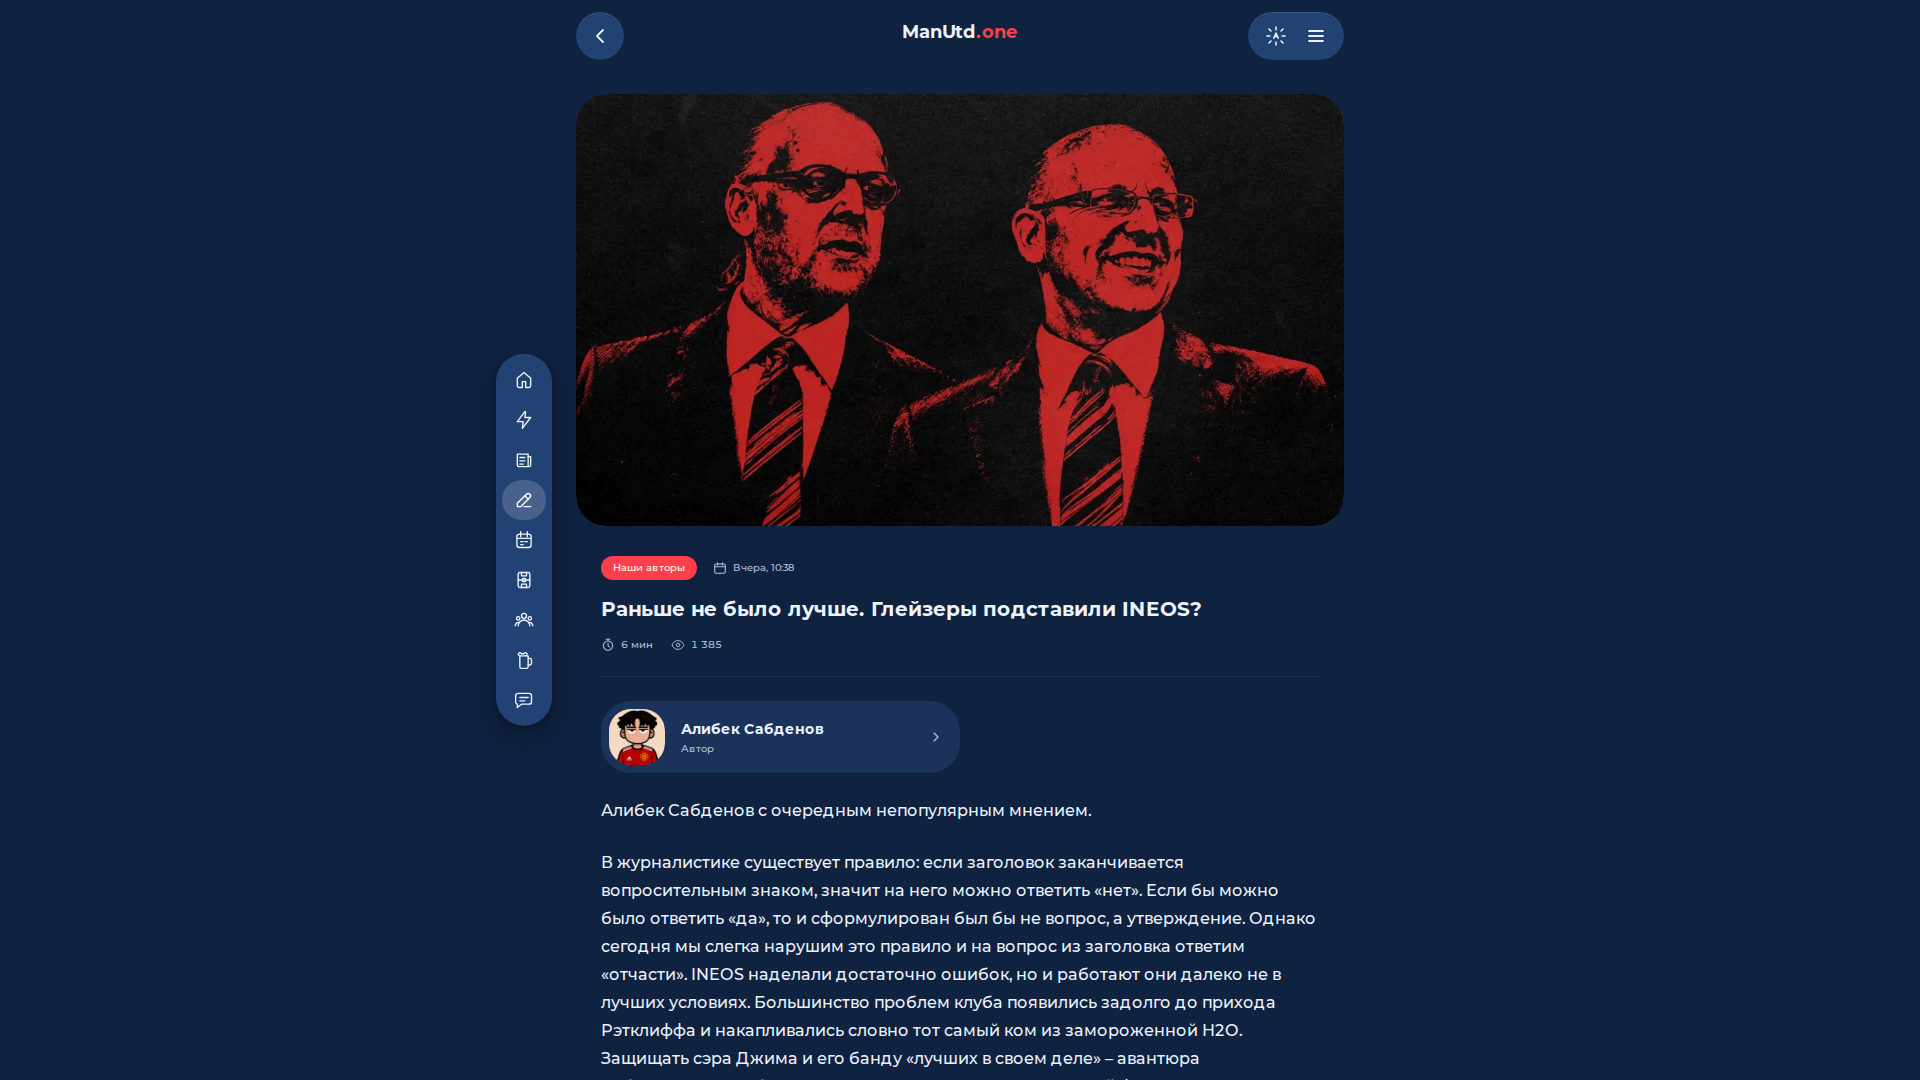 ManUtd.one
Наши авторы
Вчера, 10:38
Раньше не было лучше. Глейзеры подставили INEOS?
6 мин
1 385
Алибек Сабденов
Автор
Алибек Сабденов с очередным непопулярным мнением.
В журналистике существует правило: если заголовок заканчивается
вопросительным знаком, значит на него можно ответить «нет». Если бы можно
было ответить «да», то и сформулирован был бы не вопрос, а утверждение. Однако
сегодня мы слегка нарушим это правило и на вопрос из заголовка ответим
«отчасти». INEOS наделали достаточно ошибок, но и работают они далеко не в
лучших условиях. Большинство проблем клуба появились задолго до прихода
Рэтклиффа и накапливались словно тот самый ком из замороженной H2O.
Защищать сэра Джима и его банду «лучших в своем деле» – авантюра